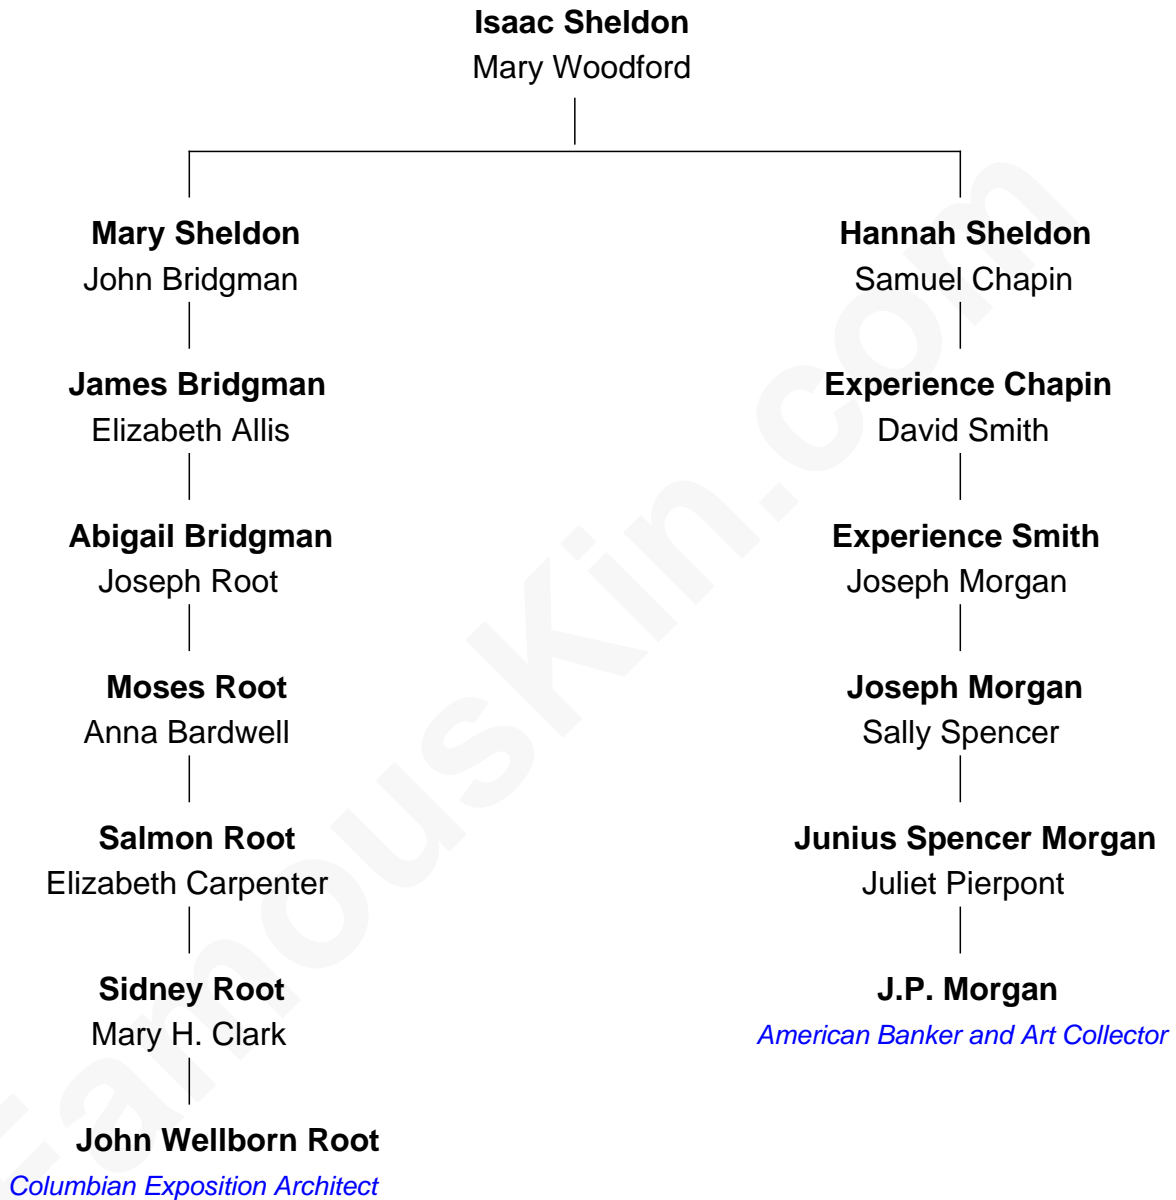 Isaac Sheldon
Mary Woodford
Mary Sheldon
John Bridgman
Hannah Sheldon
Samuel Chapin
James Bridgman
Elizabeth Allis
Experience Chapin
David Smith
Abigail Bridgman
Joseph Root
Experience Smith
Joseph Morgan
Moses Root
Anna Bardwell
Joseph Morgan
Sally Spencer
Salmon Root
Elizabeth Carpenter
Junius Spencer Morgan
Juliet Pierpont
Sidney Root
Mary H. Clark
J.P. Morgan
American Banker and Art Collector
John Wellborn Root
Columbian Exposition Architect
FamousKin.com